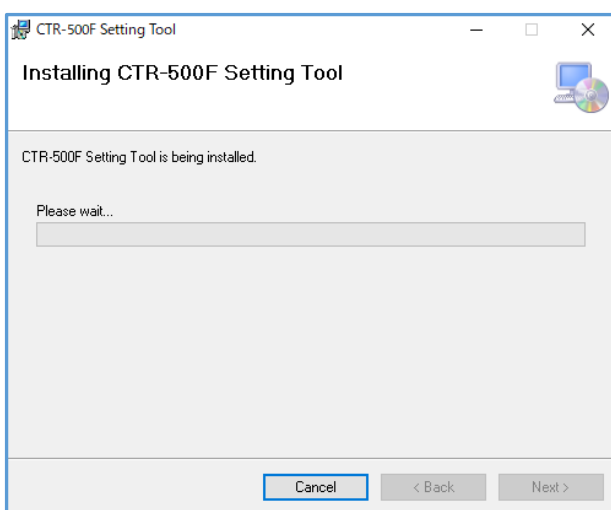 CTR-500F Setting Tool
Installing CTR-500F Setting Tool
CTR-500F Setting Tool is being installed.
Please wait...
Cancel
< Back
Next >